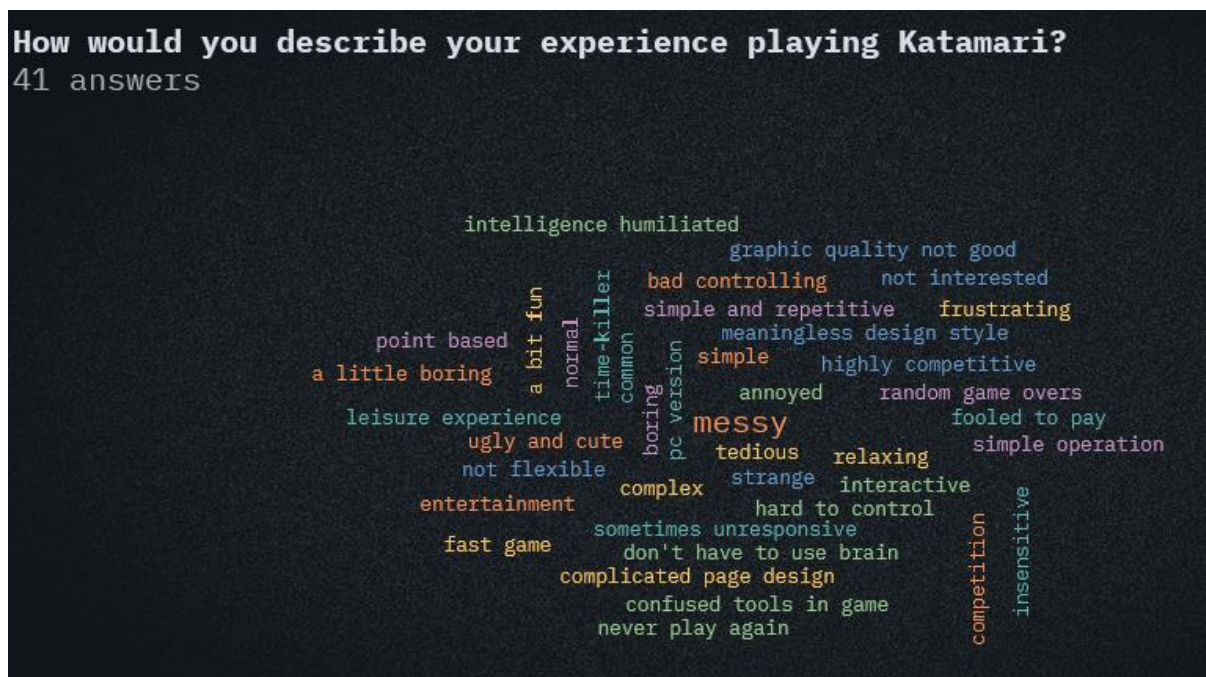 How would you describe your experience playing Katamari?
41 answers
intelligence humiliated
graphic quality not good
bad controlling
not interested
simple and repetitive
frustrating
meaningless design style
point based
a bit fun
normal
time-killer
common
simple
highly competitive
a little boring
boring
pc version
annoyed
random game overs
leisure experience
messy
fooled to pay
ugly and cute
tedious
relaxing
simple operation
not flexible
strange
interactive
complex
entertainment
hard to control
sometimes unresponsive
fast game
don't have to use brain
complicated page design
competition
insensitive
confused tools in game
never play again